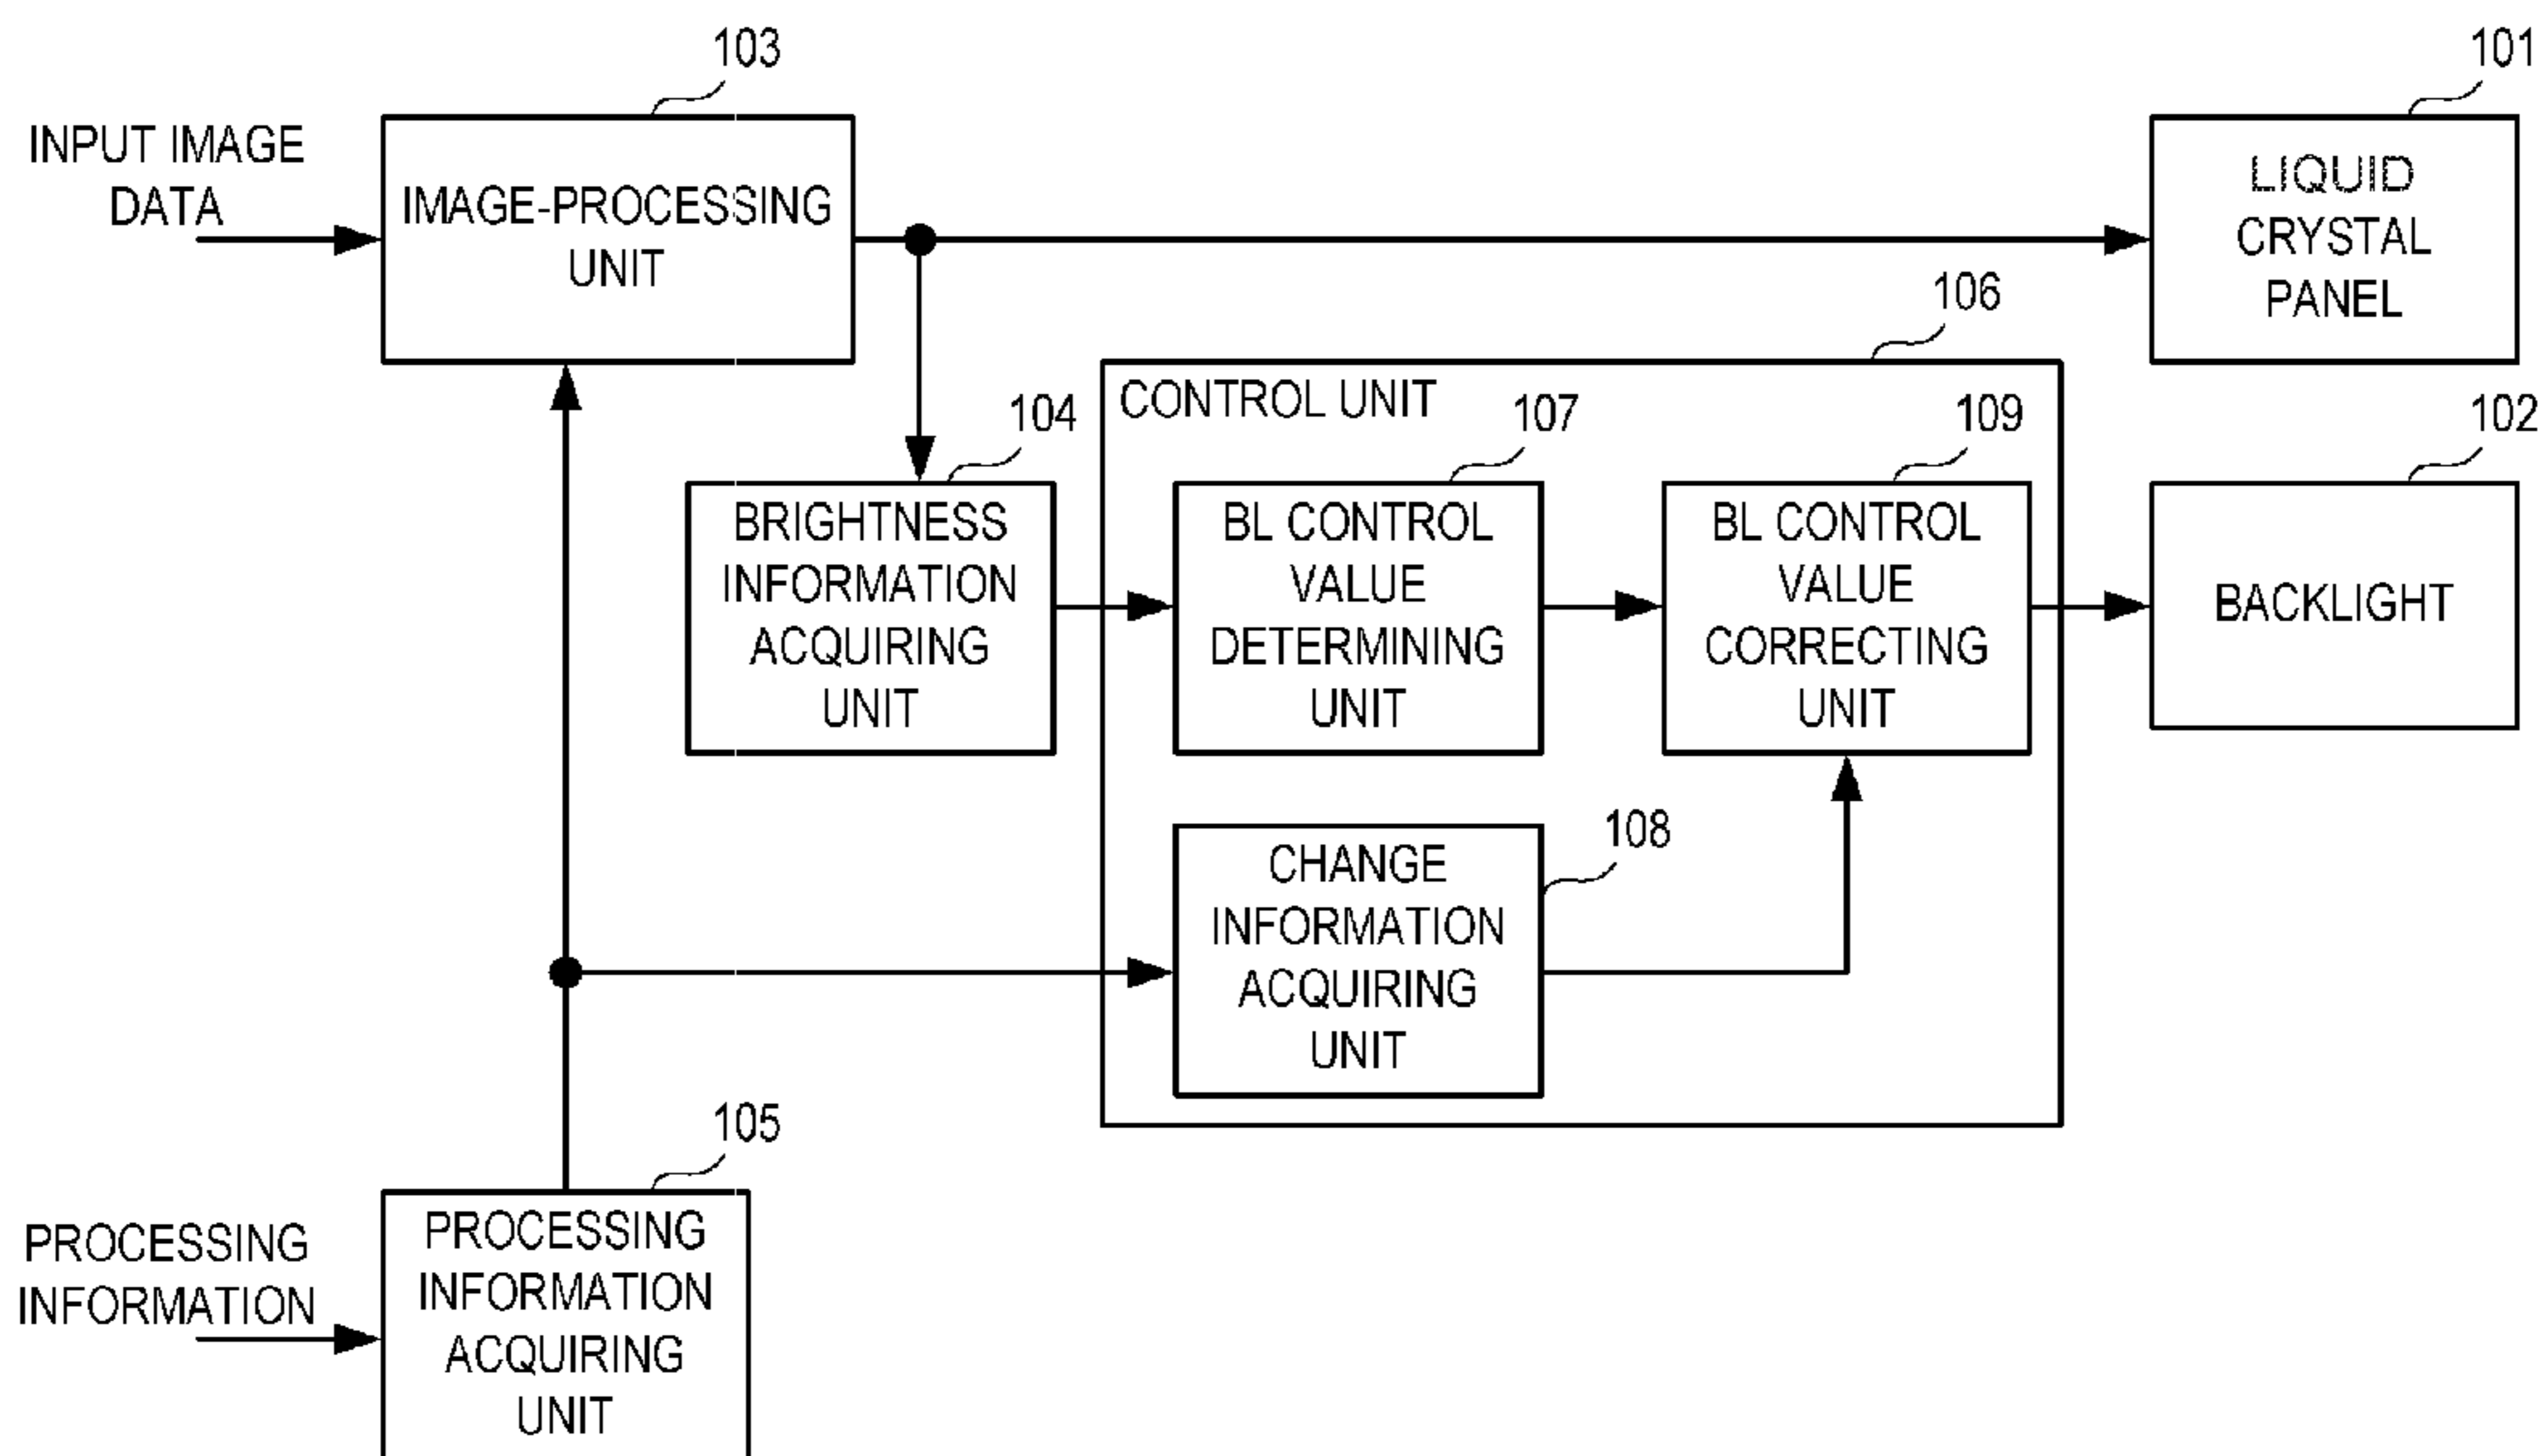 103
101
INPUT IMAGE
DATA
IMAGE-PROCESSING
UNIT
LIQUID
CRYSTAL
PANEL
106
CONTROL UNIT
104
107
109
102
BRIGHTNESS
INFORMATION
ACQUIRING
UNIT
BL CONTROL
VALUE
DETERMINING
UNIT
BL CONTROL
VALUE
CORRECTING
UNIT
BACKLIGHT
108
CHANGE
INFORMATION
ACQUIRING
UNIT
105
PROCESSING
INFORMATION
PROCESSING
INFORMATION
ACQUIRING
UNIT